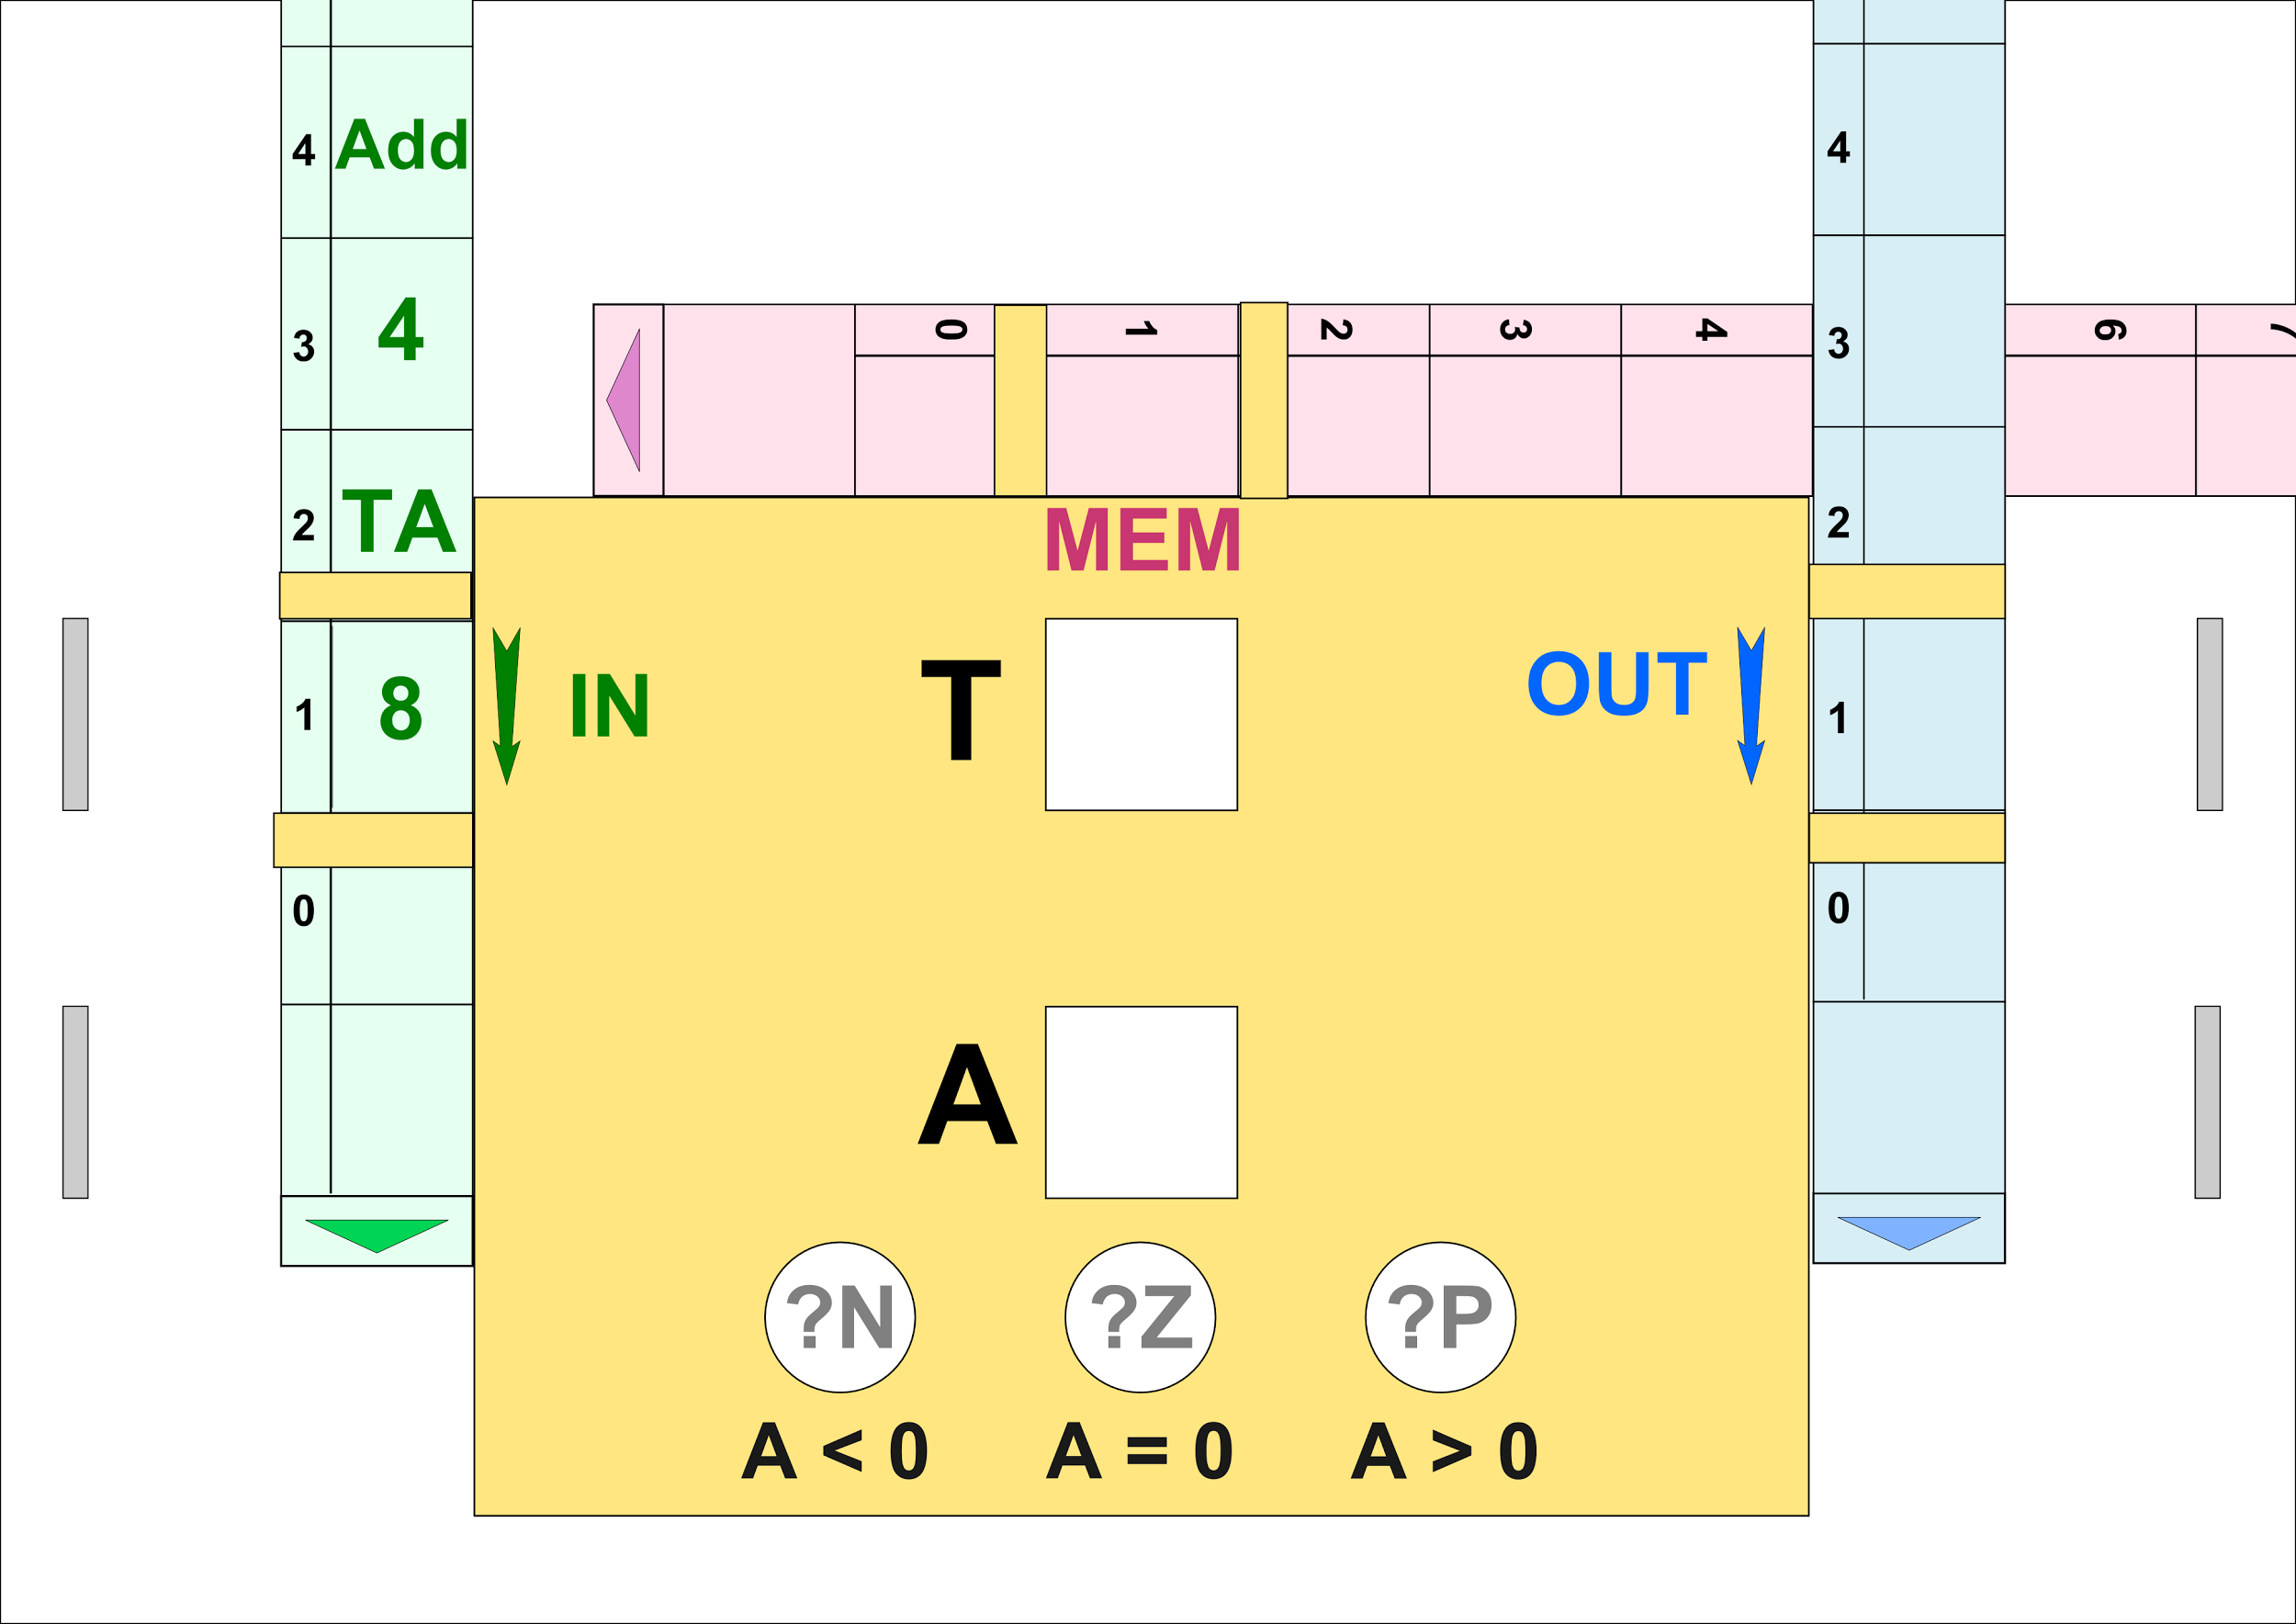 4 Add
4
3 4
3
0 1 2 3 4 6
2 TA
2
MEM
1 8
IN
T
OUT
1
0
0
A
?N ?Z ?P
A < 0 A = 0 A > 0